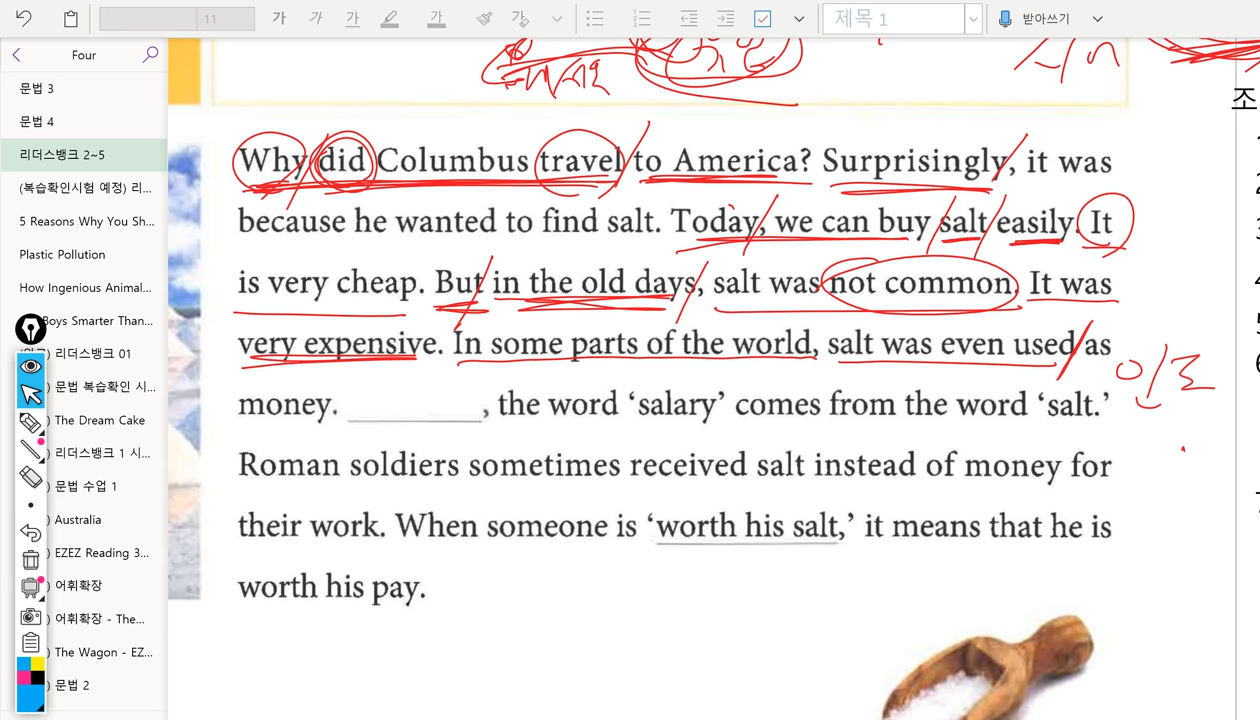 11
가 가 가 가 가
제목 1
받아쓰기
Four
문법 3
문법 4
리더스뱅크 2~5
(복습확인시험 예정) 리...
5 Reasons Why You Sh...
Plastic Pollution
How Ingenious Animal...
Boys Smarter Than...
) 리더스뱅크 01
) 문법 복습확인 시...
) The Dream Cake
) 리더스뱅크 1 시...
) 문법 수업 1
) Australia
) EZEZ Reading 3...
) 어휘확장
) 어휘확장 - The...
) The Wagon - EZ...
) 문법 2
Why did Columbus travel to America? Surprisingly, it was
because he wanted to find salt. Today, we can buy salt easily. It
is very cheap. But in the old days, salt was not common. It was
very expensive. In some parts of the world, salt was even used as
money. ________, the word ‘salary’ comes from the word ‘salt.’
Roman soldiers sometimes received salt instead of money for
their work. When someone is ‘worth his salt,’ it means that he is
worth his pay.
조